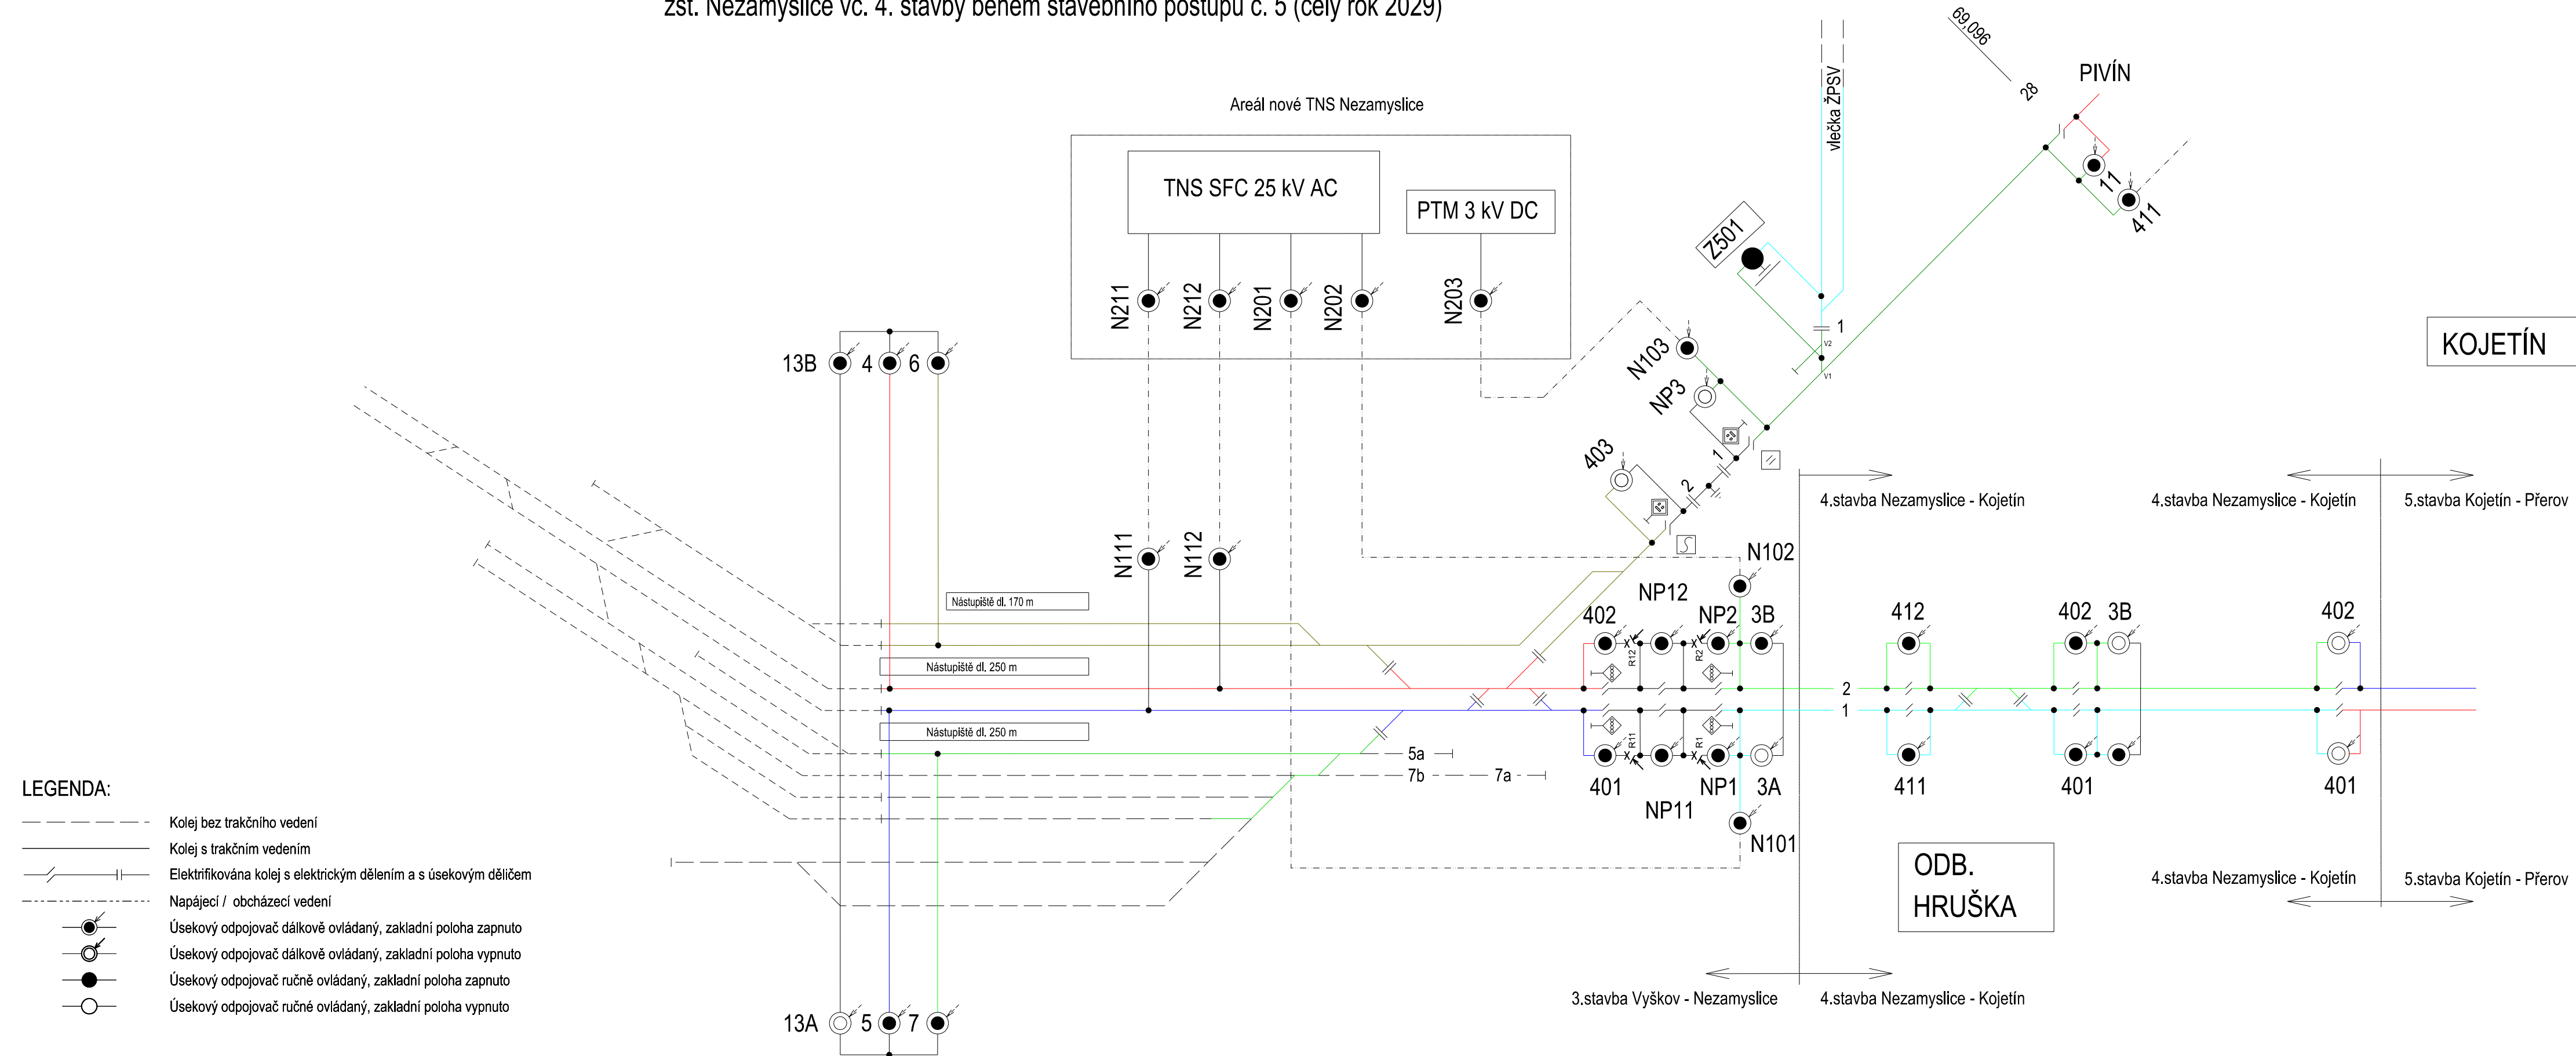 žst. Nezamyslice vč. 4. stavby během stavebního postupu č. 5 (celý rok 2029)
69,096
28
PIVÍN
11
411
vlečka ŽPSV
Areál nové TNS Nezamyslice
TNS SFC 25 kV AC
PTM 3 kV DC
N211
N212
N201
N202
N203
Z501
1
V2
V1
KOJETÍN
13B
4
6
N103
NP3
403
1
2
4.stavba Nezamyslice - Kojetín
4.stavba Nezamyslice - Kojetín
5.stavba Kojetín - Přerov
N111
N112
N102
NP12
Nástupiště dl. 170 m
402
NP2
3B
412
402
3B
402
R12
R2
Nástupiště dl. 250 m
2
1
Nástupiště dl. 250 m
R11
R1
5a
7b
7a
401
NP1
3A
411
401
401
NP11
N101
ODB.
HRUŠKA
4.stavba Nezamyslice - Kojetín
5.stavba Kojetín - Přerov
3.stavba Vyškov - Nezamyslice
4.stavba Nezamyslice - Kojetín
13A
5
7
LEGENDA:
Kolej bez trakčního vedení
Kolej s trakčním vedením
Elektrifikována kolej s elektrickým dělením a s úsekovým děličem
Napájecí / obcházecí vedení
Úsekový odpojovač dálkově ovládaný, zakladní poloha zapnuto
Úsekový odpojovač dálkově ovládaný, zakladní poloha vypnuto
Úsekový odpojovač ručně ovládaný, zakladní poloha zapnuto
Úsekový odpojovač ručné ovládaný, zakladní poloha vypnuto